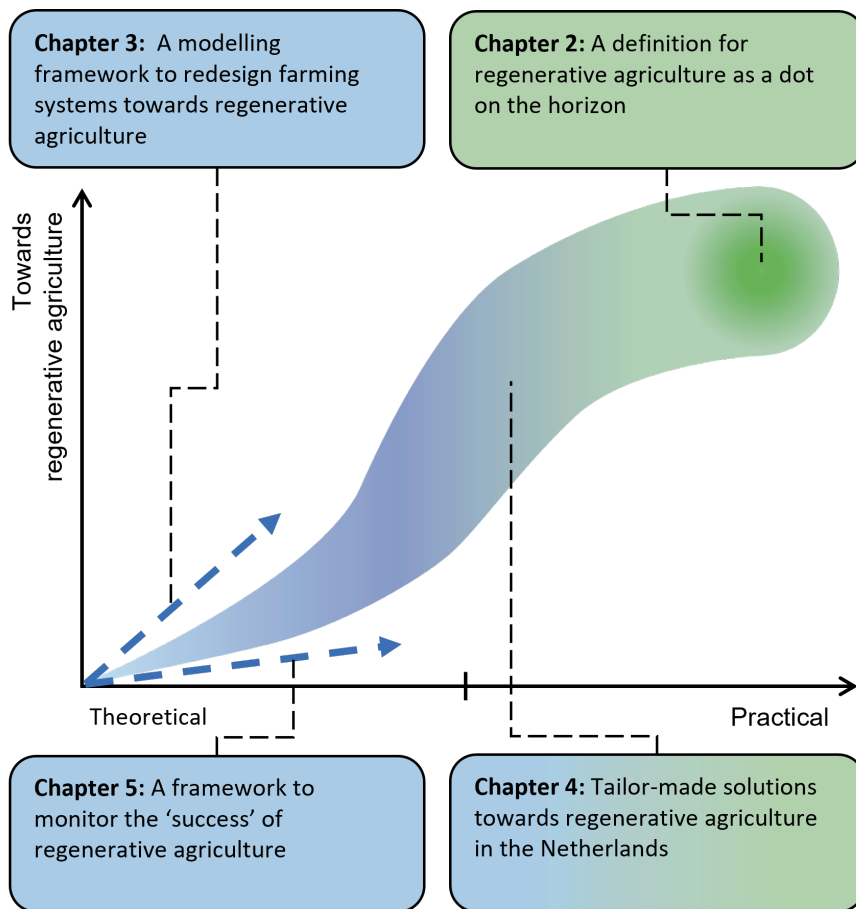 Chapter 3: A modelling
framework to redesign farming
systems towards regenerative
agriculture
Chapter 2: A definition for
regenerative agriculture as a dot
on the horizon
Towards
regenerative agriculture
Theoretical
Practical
Chapter 5: A framework to
monitor the ‘success’ of
regenerative agriculture
Chapter 4: Tailor-made solutions
towards regenerative agriculture
in the Netherlands